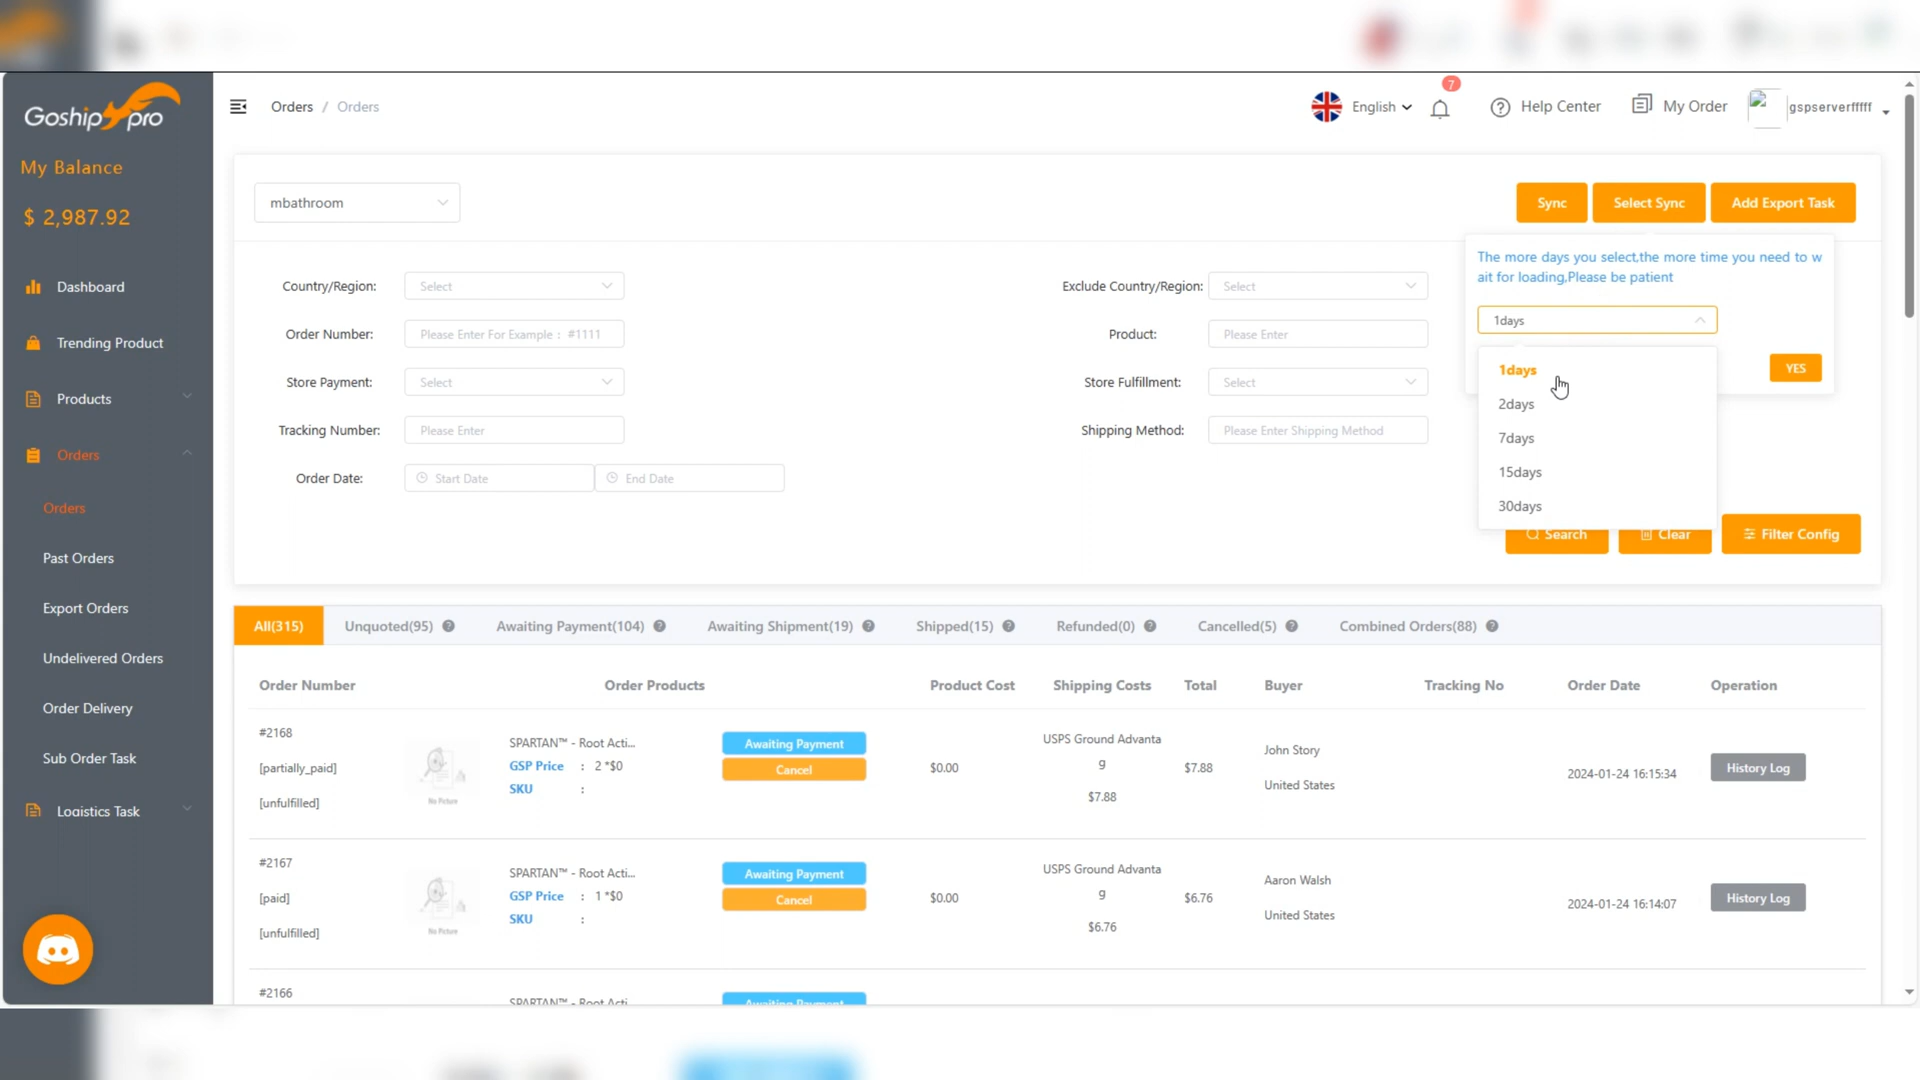 Goship pro
My Balance
$ 2,987.92
Dashboard
Trending Product
Products
Orders
Orders
Past Orders
Export Orders
Undelivered Orders
Order Delivery
Sub Order Task
Logistics Task
Orders / Orders
English
7
Help Center
My Order
gspserverfffff
mbathroom
Sync
Select Sync
Add Export Task
The more days you select,the more time you need to w
ait for loading,Please be patient
1days
YES
1days
2days
7days
15days
30days
Country/Region: Select
Exclude Country/Region: Select
Order Number: Please Enter For Example : #1111
Product: Please Enter
Store Payment: Select
Store Fulfillment: Select
Tracking Number: Please Enter
Shipping Method: Please Enter Shipping Method
Order Date: Start Date End Date
Search
Clear
Filter Config
All(315) Unquoted(95) Awaiting Payment(104) Awaiting Shipment(19) Shipped(15) Refunded(0) Cancelled(5) Combined Orders(88)
Order Number Order Products Product Cost Shipping Costs Total Buyer Tracking No Order Date Operation
#2168
[partially_paid]
[unfulfilled]
No Picture
SPARTAN™ - Root Acti...
GSP Price : 2 *$0
SKU :
Awaiting Payment
Cancel
$0.00
USPS Ground Advanta
g
$7.88
$7.88
John Story
United States
2024-01-24 16:15:34
History Log
#2167
[paid]
[unfulfilled]
No Picture
SPARTAN™ - Root Acti...
GSP Price : 1 *$0
SKU :
Awaiting Payment
Cancel
$0.00
USPS Ground Advanta
g
$6.76
$6.76
Aaron Walsh
United States
2024-01-24 16:14:07
History Log
#2166
SPARTAN™ - Root Acti
Awaiting Payment